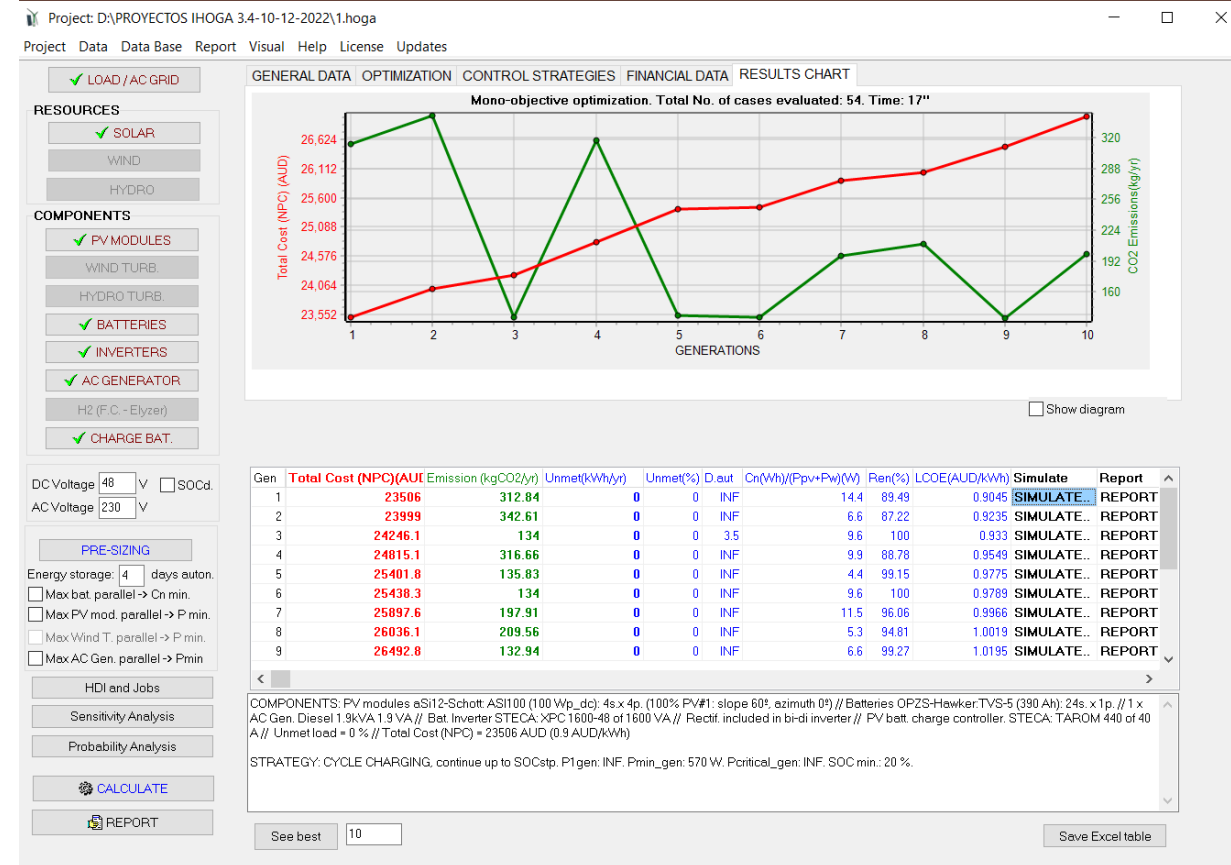 Project: D:\PROYECTOS IHOGA 3.4-10-12-2022\1.hoga
Project Data Data Base Report Visual Help License Updates
LOAD / AC GRID
RESOURCES
SOLAR
WIND
HYDRO
COMPONENTS
PV MODULES
WIND TURB.
HYDRO TURB.
BATTERIES
INVERTERS
AC GENERATOR
H2 (F.C. - Elyzer)
CHARGE BAT.
DC Voltage 48 V SOCd.
AC Voltage 230 V
PRE-SIZING
Energy storage: 4 days auton.
Max bat. parallel -> Cn min.
Max PV mod. parallel -> P min.
Max Wind T. parallel -> P min.
Max AC Gen. parallel -> Pmin
HDI and Jobs
Sensitivity Analysis
Probability Analysis
CALCULATE
REPORT
GENERAL DATA OPTIMIZATION CONTROL STRATEGIES FINANCIAL DATA RESULTS CHART
Mono-objective optimization. Total No. of cases evaluated: 54. Time: 17''
Total Cost (NPC) (AUD)
26,624
26,112
25,600
25,088
24,576
24,064
23,552
320
288
256
224
192
160
CO2 Emissions(kg/yr)
1 2 3 4 5 6 7 8 9 10
GENERATIONS
Show diagram
Gen Total Cost (NPC)(AUD Emission (kgCO2/yr) Unmet(kWh/yr) Unmet(%) D.aut Cn(Wh)/(Ppv+Pw)(W) Ren(%) LCOE(AUD/kWh) Simulate Report
1 23506 312.84 0 0 INF 14.4 89.49 0.9045 SIMULATE.. REPORT
2 23999 342.61 0 0 INF 6.6 87.22 0.9235 SIMULATE.. REPORT
3 24246.1 134 0 0 3.5 9.6 100 0.933 SIMULATE.. REPORT
4 24815.1 316.66 0 0 INF 9.9 88.78 0.9549 SIMULATE.. REPORT
5 25401.8 135.83 0 0 INF 4.4 99.15 0.9775 SIMULATE.. REPORT
6 25438.3 134 0 0 INF 9.6 100 0.9789 SIMULATE.. REPORT
7 25897.6 197.91 0 0 INF 11.5 96.06 0.9966 SIMULATE.. REPORT
8 26036.1 209.56 0 0 INF 5.3 94.81 1.0019 SIMULATE.. REPORT
9 26492.8 132.94 0 0 INF 6.6 99.27 1.0195 SIMULATE.. REPORT
COMPONENTS: PV modules aSi12-Schott: ASI100 (100 Wp_dc): 4s.x 4p. (100% PV#1: slope 60º, azimuth 0º) // Batteries OPZS-Hawker:TVS-5 (390 Ah): 24s. x 1p. // 1 x
AC Gen. Diesel 1.9kVA 1.9 VA // Bat. Inverter STECA: XPC 1600-48 of 1600 VA // Rectif. included in bi-di inverter // PV batt. charge controller. STECA: TAROM 440 of 40
A // Unmet load = 0 % // Total Cost (NPC) = 23506 AUD (0.9 AUD/kWh)
STRATEGY: CYCLE CHARGING, continue up to SOCstp. P1gen: INF. Pmin_gen: 570 W. Pcritical_gen: INF. SOC min.: 20 %.
See best 10
Save Excel table